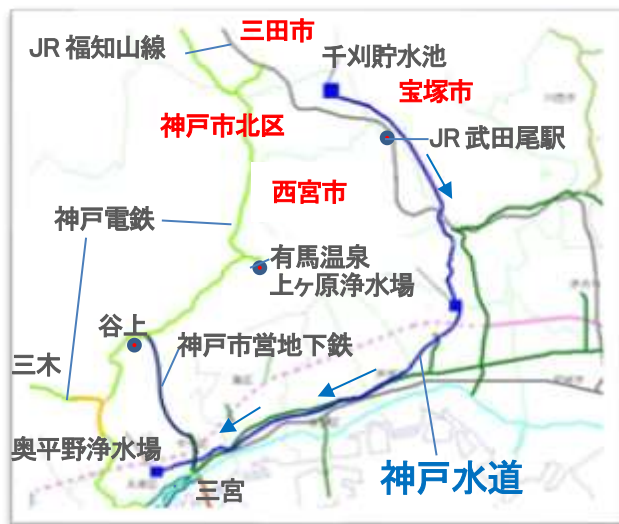 三田市
JR 福知山線
千刈貯水池
宝塚市
神戸市北区
JR 武田尾駅
西宮市
神戸電鉄
有馬温泉
上ヶ原浄水場
谷上
神戸市営地下鉄
三木
奥平野浄水場
神戸水道
三宮